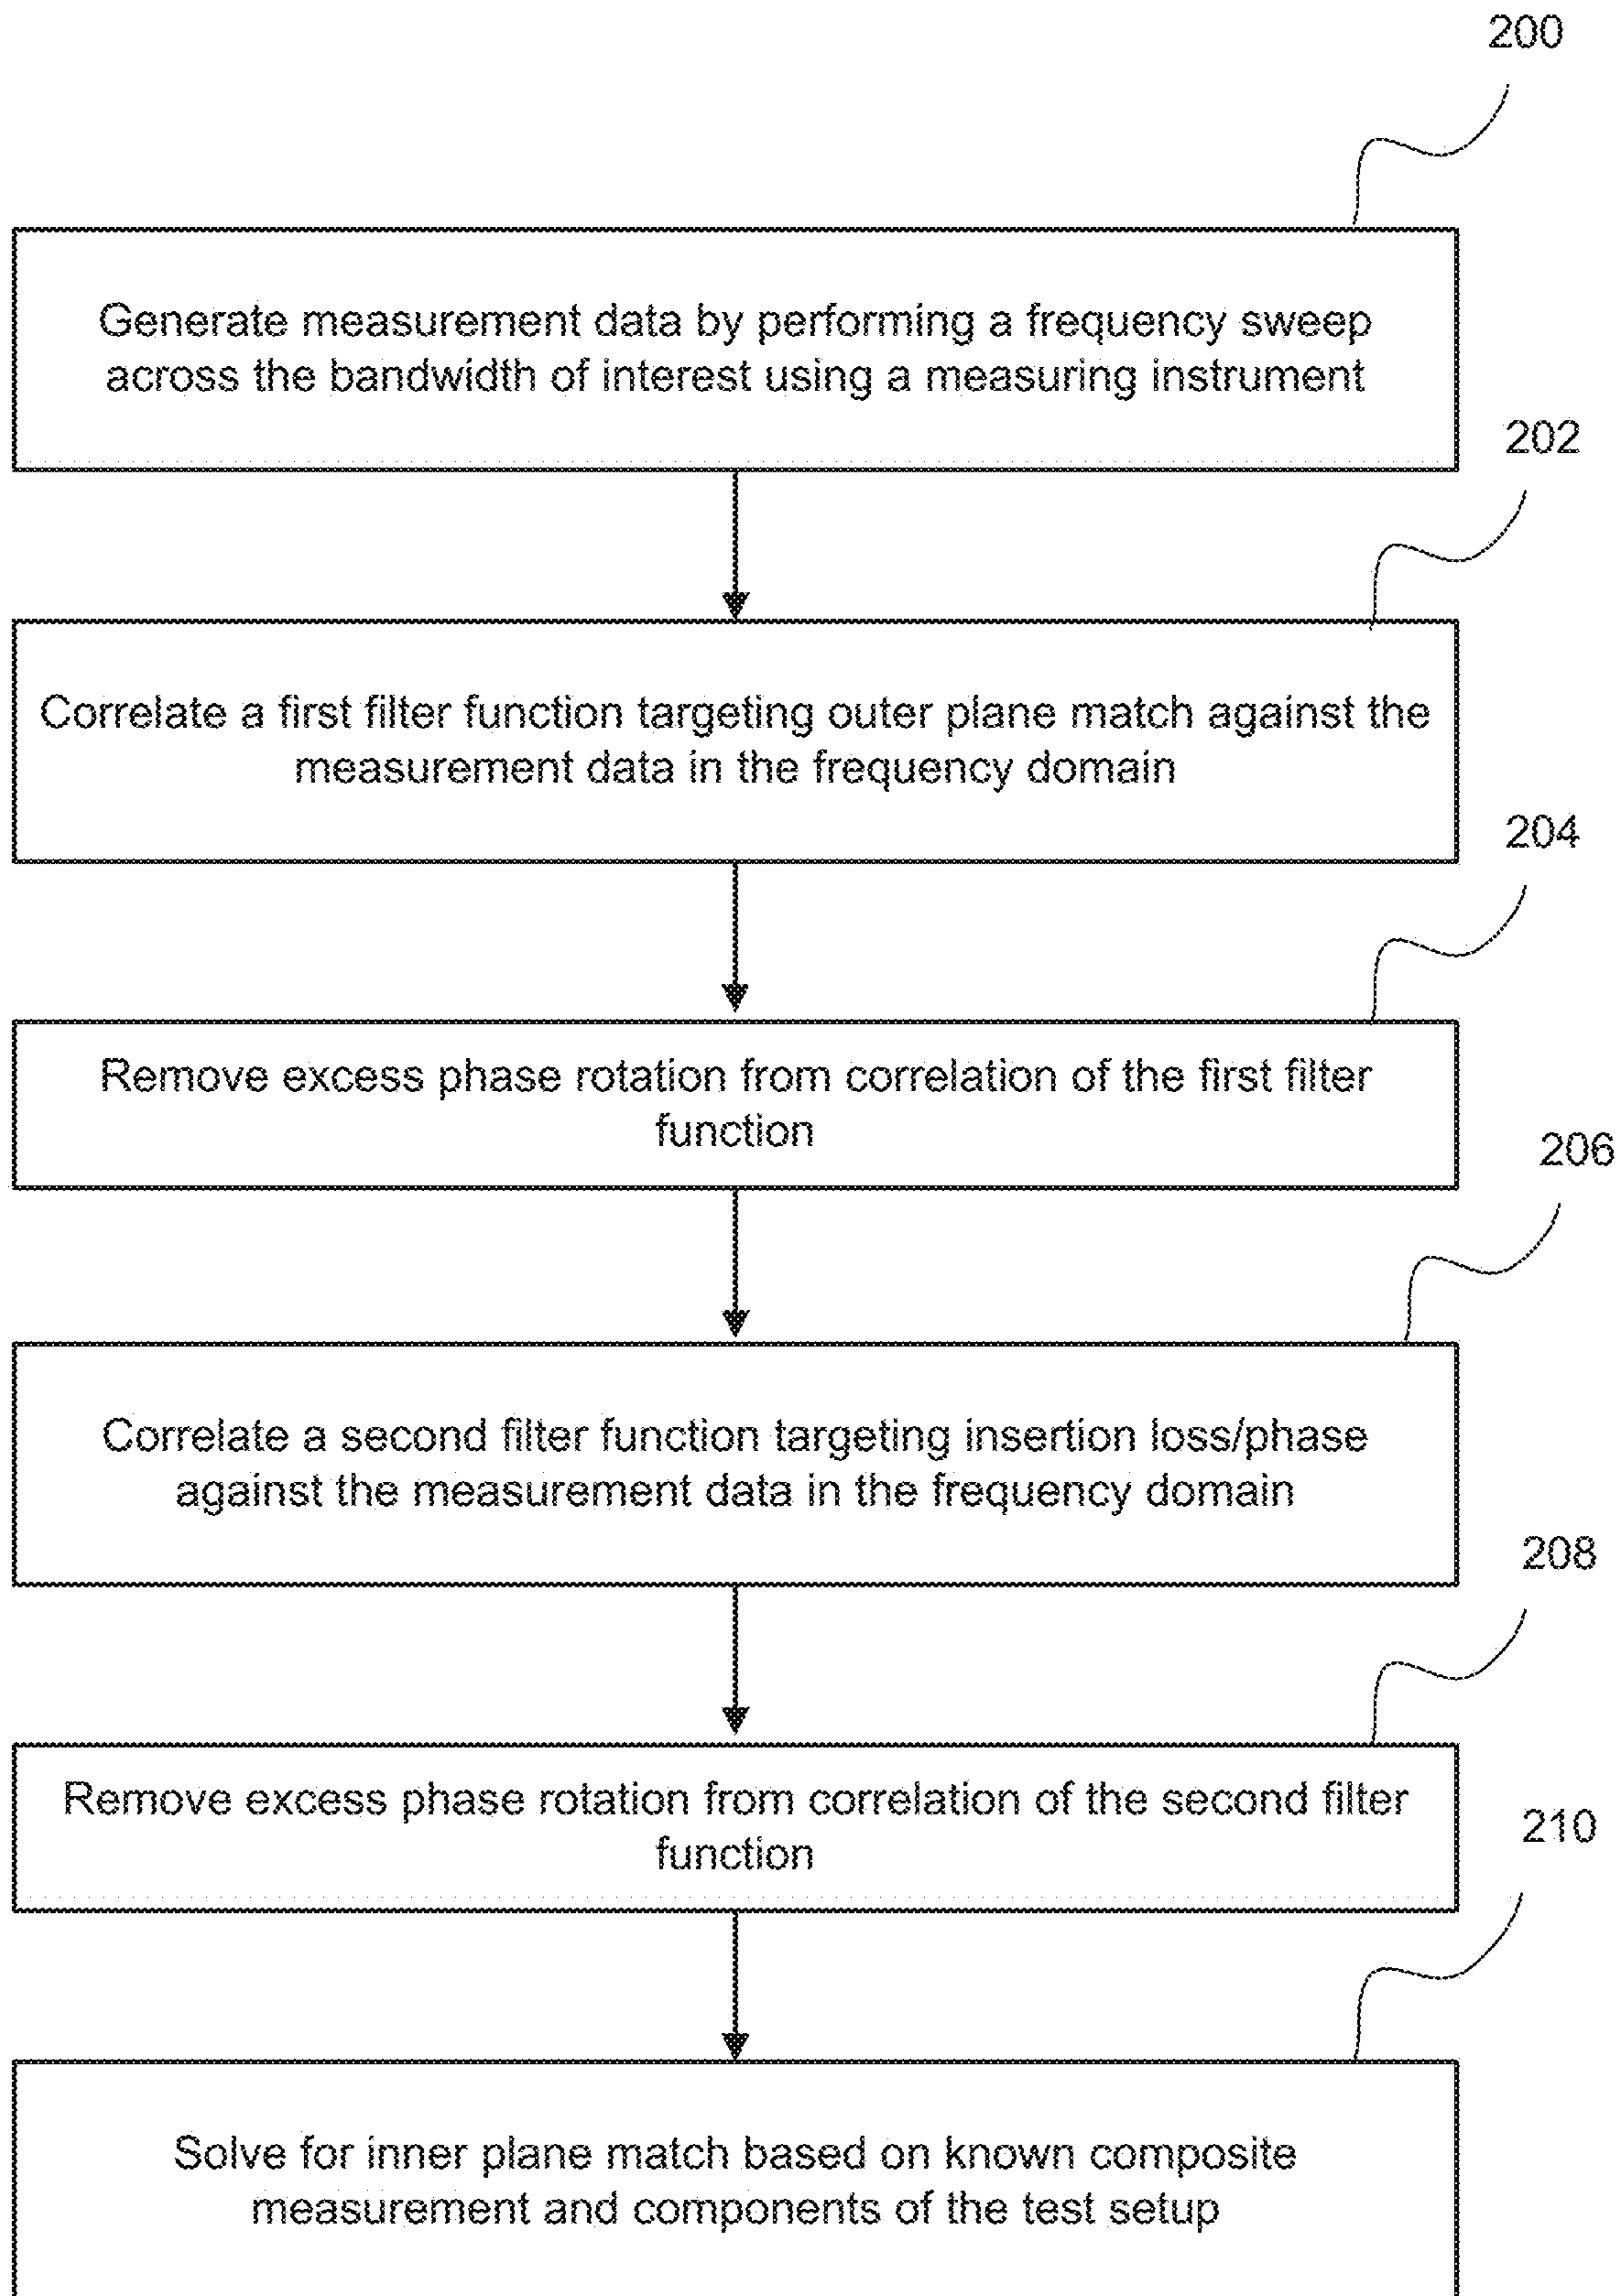 200
Generate measurement data by performing a frequency sweep
across the bandwidth of interest using a measuring instrument
202
Correlate a first filter function targeting outer plane match against the
measurement data in the frequency domain
204
Remove excess phase rotation from correlation of the first filter
function
206
Correlate a second filter function targeting insertion loss/phase
against the measurement data in the frequency domain
208
Remove excess phase rotation from correlation of the second filter
function
210
Solve for inner plane match based on known composite
measurement and components of the test setup